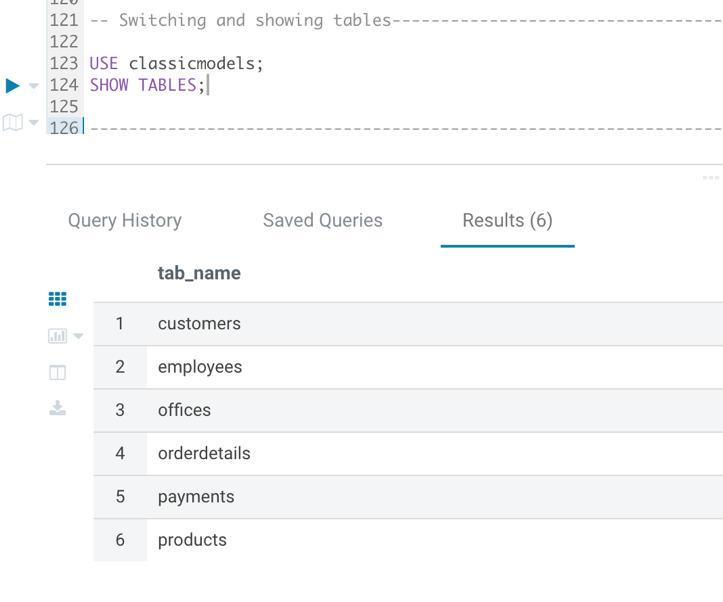 120
121 -- Switching and showing tables----------------------------------------
122
123 USE classicmodels;
124 SHOW TABLES;
125
126 ------------------------------------------------------------------------
Query History Saved Queries Results (6)
tab_name
1 customers
2 employees
3 offices
4 orderdetails
5 payments
6 products